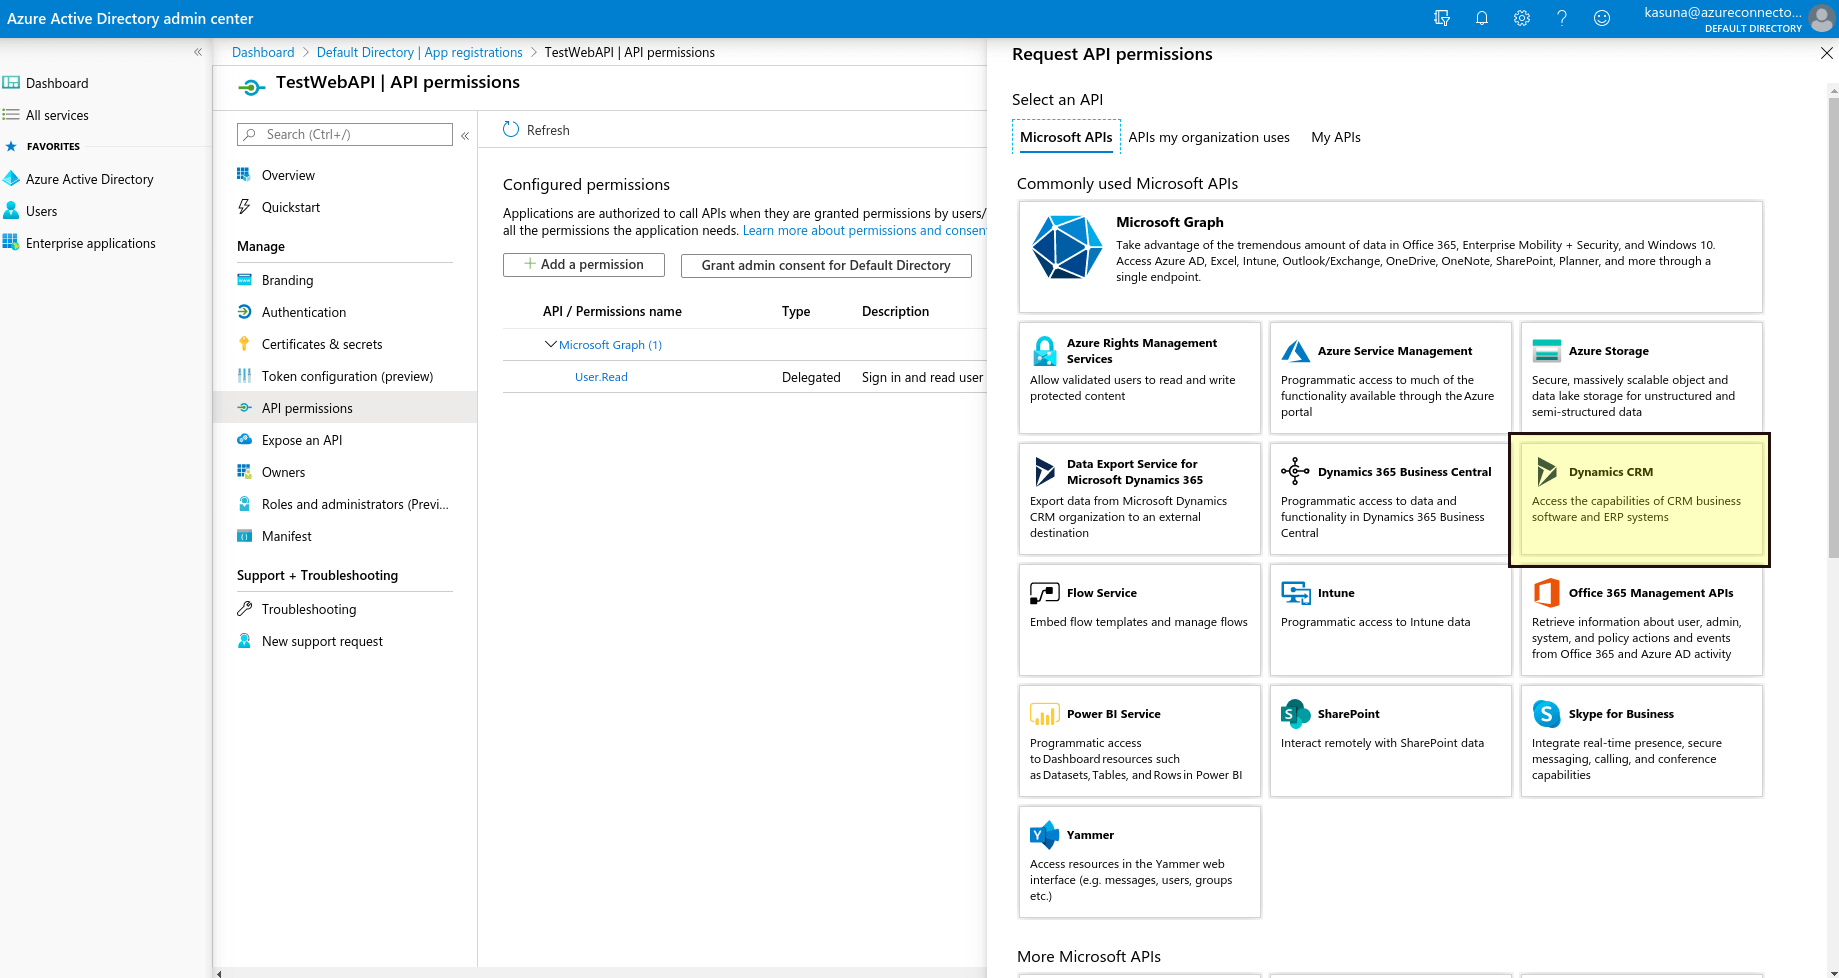 Azure Active Directory admin center
kasuna@azureconnecto...
DEFAULT DIRECTORY
«
Dashboard
All services
FAVORITES
Azure Active Directory
Users
Enterprise applications
Dashboard > Default Directory | App registrations > TestWebAPI | API permissions
TestWebAPI | API permissions
Search (Ctrl+/)
«
Overview
Quickstart
Manage
Branding
Authentication
Certificates & secrets
Token configuration (preview)
API permissions
Expose an API
Owners
Roles and administrators (Previ...
Manifest
Support + Troubleshooting
Troubleshooting
New support request
Refresh
Configured permissions
Applications are authorized to call APIs when they are granted permissions by users/
all the permissions the application needs. Learn more about permissions and consent
+ Add a permission
Grant admin consent for Default Directory
API / Permissions name Type Description
Microsoft Graph (1)
User.Read Delegated Sign in and read user
Request API permissions
Select an API
Microsoft APIs APIs my organization uses My APIs
Commonly used Microsoft APIs
Microsoft Graph
Take advantage of the tremendous amount of data in Office 365, Enterprise Mobility + Security, and Windows 10.
Access Azure AD, Excel, Intune, Outlook/Exchange, OneDrive, OneNote, SharePoint, Planner, and more through a
single endpoint.
Azure Rights Management
Services
Allow validated users to read and write
protected content
Azure Service Management
Programmatic access to much of the
functionality available through the Azure
portal
Azure Storage
Secure, massively scalable object and
data lake storage for unstructured and
semi-structured data
Data Export Service for
Microsoft Dynamics 365
Export data from Microsoft Dynamics
CRM organization to an external
destination
Dynamics 365 Business Central
Programmatic access to data and
functionality in Dynamics 365 Business
Central
Dynamics CRM
Access the capabilities of CRM business
software and ERP systems
Flow Service
Embed flow templates and manage flows
Intune
Programmatic access to Intune data
Office 365 Management APIs
Retrieve information about user, admin,
system, and policy actions and events
from Office 365 and Azure AD activity
Power BI Service
Programmatic access
to Dashboard resources such
as Datasets, Tables, and Rows in Power BI
SharePoint
Interact remotely with SharePoint data
Skype for Business
Integrate real-time presence, secure
messaging, calling, and conference
capabilities
Yammer
Access resources in the Yammer web
interface (e.g. messages, users, groups
etc.)
More Microsoft APIs